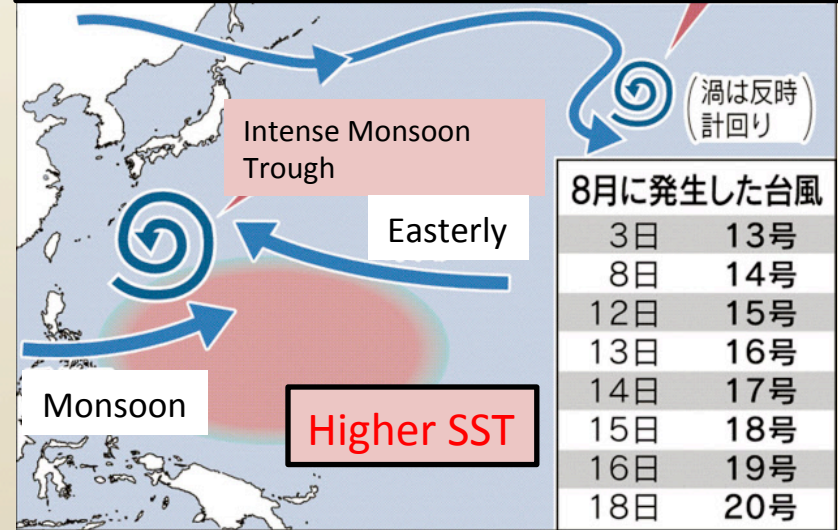 Intense Monsoon
Trough
(渦は反時
計回り)
Easterly
Monsoon
Higher SST
8月に発生した台風
3日 13号
8日 14号
12日 15号
13日 16号
14日 17号
15日 18号
16日 19号
18日 20号